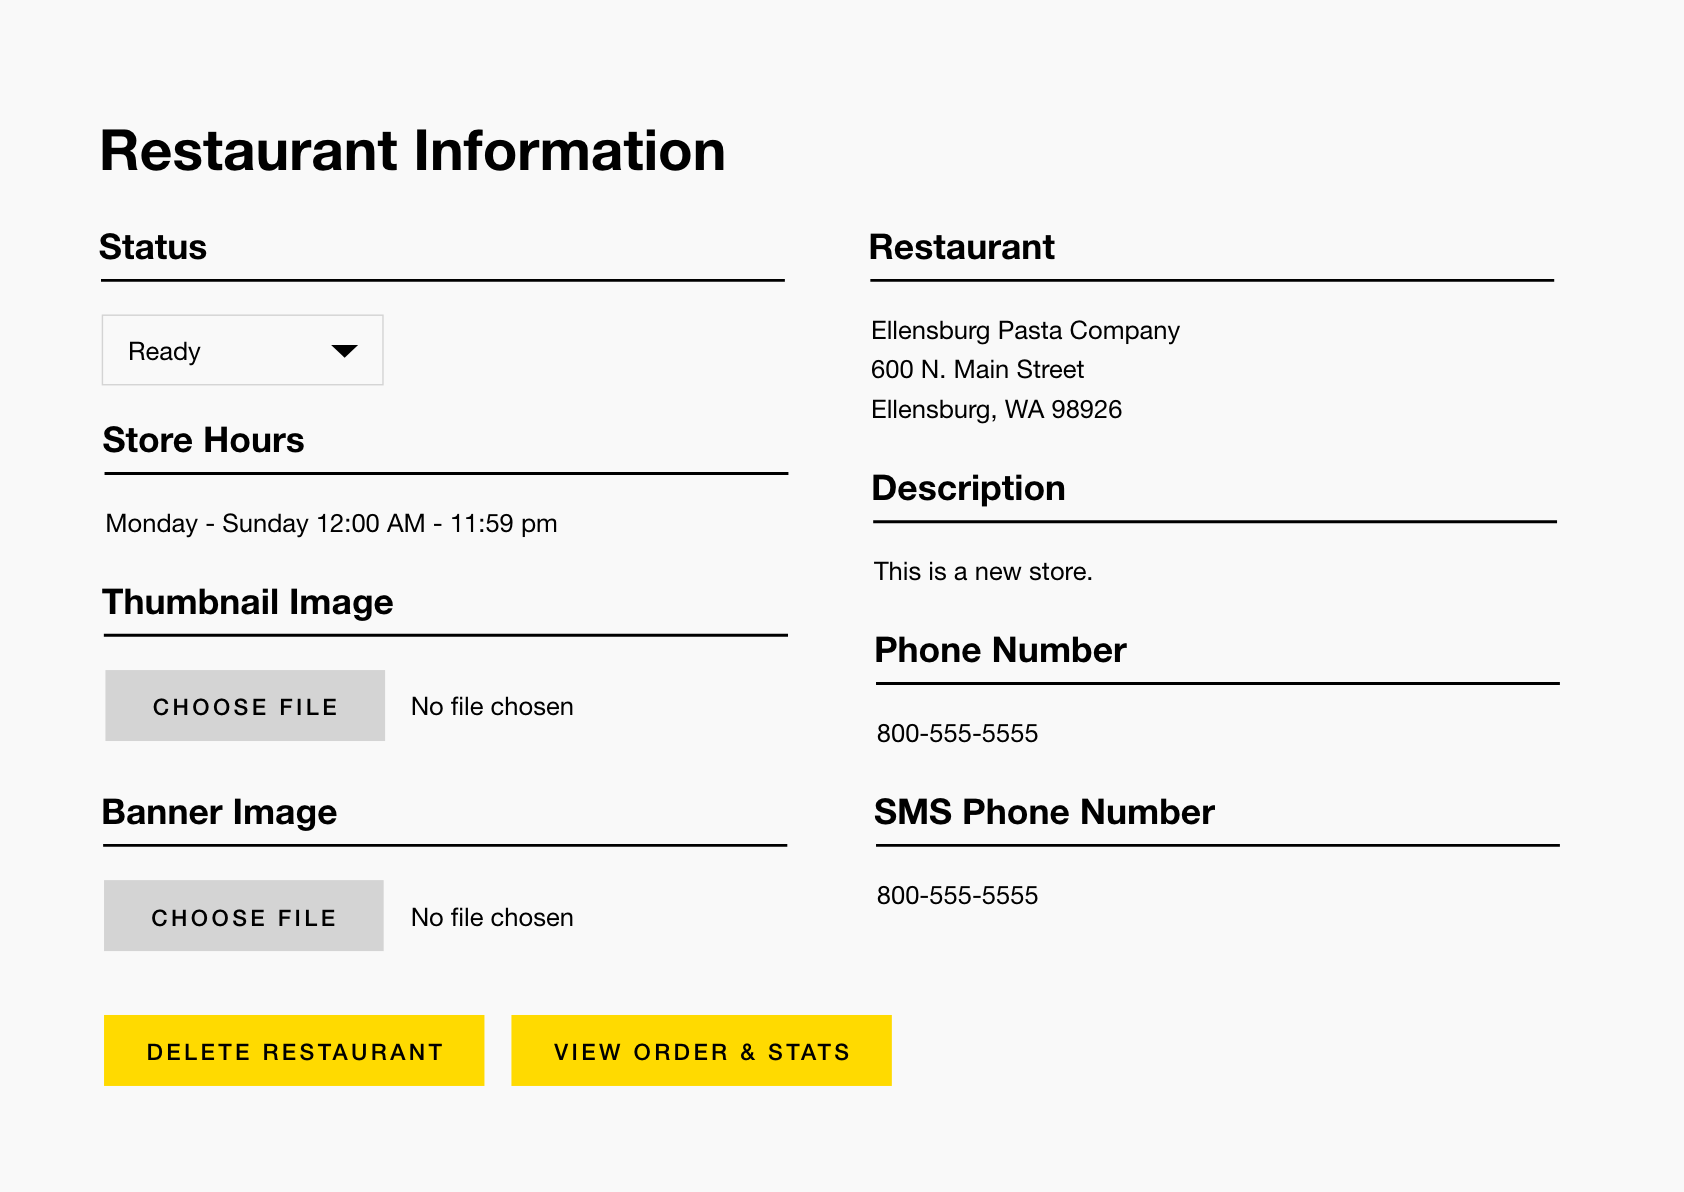 Restaurant Information
Status
Ready
Store Hours
Monday - Sunday 12:00 AM - 11:59 pm
Thumbnail Image
CHOOSE FILE No file chosen
Banner Image
CHOOSE FILE No file chosen
Restaurant
Ellensburg Pasta Company
600 N. Main Street
Ellensburg, WA 98926
Description
This is a new store.
Phone Number
800-555-5555
SMS Phone Number
800-555-5555
DELETE RESTAURANT VIEW ORDER & STATS